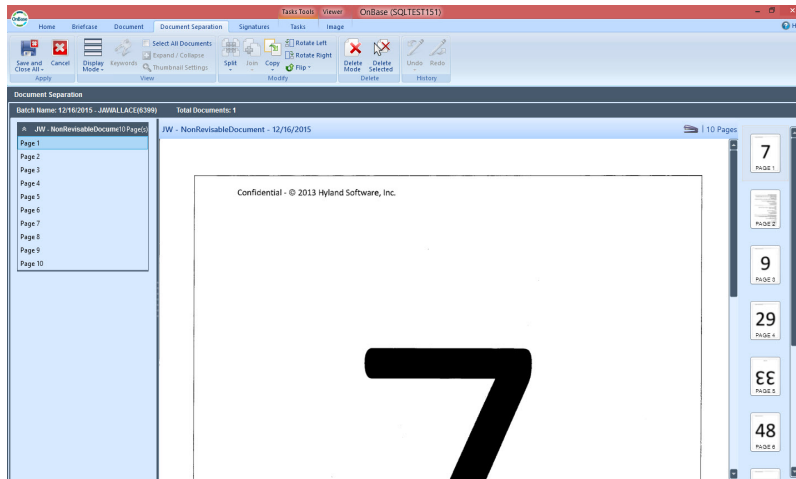 OnBase
Tasks Tools Viewer OnBase (SQLTEST151)
Home Briefcase Document Document Separation Signatures Tasks Image
Save and Close All
Cancel
Display Mode
Keywords
Select All Documents
Expand / Collapse
Thumbnail Settings
Split
Join
Copy
Rotate Left
Rotate Right
Flip
Delete Mode
Delete Selected
Undo
Redo
Apply View Modify Delete History
Document Separation
Batch Name: 12/16/2015 - JAWALLACE(6399) Total Documents: 1
JW - NonRevisableDocume10 Page(s)
Page 1
Page 2
Page 3
Page 4
Page 5
Page 6
Page 7
Page 8
Page 9
Page 10
JW - NonRevisableDocument - 12/16/2015
10 Pages
Confidential - © 2013 Hyland Software, Inc.
7
7
PAGE 1
PAGE 2
9
PAGE 3
29
PAGE 4
33
PAGE 5
48
PAGE 6